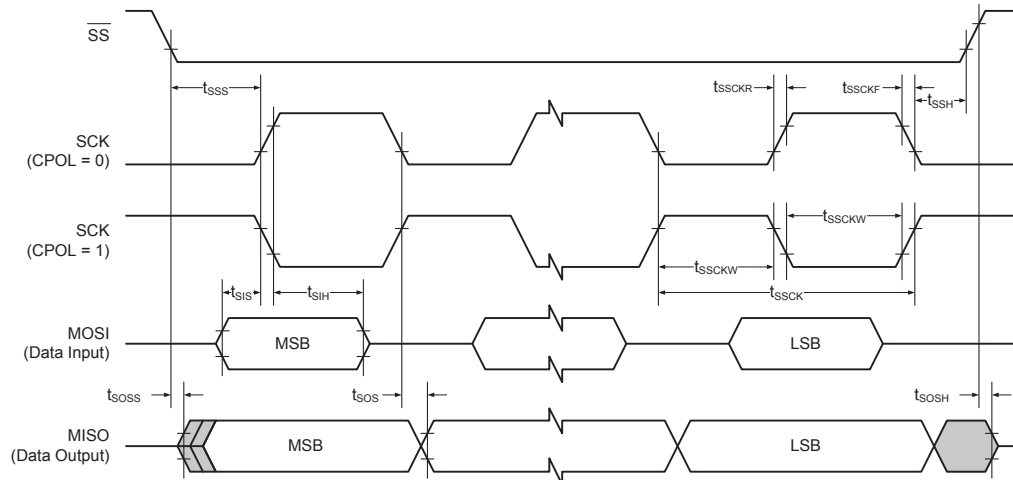 SS
tSSS
tSSCKR
tSSCKF
tSSH
SCK
(CPOL = 0)
SCK
(CPOL = 1)
tSSCKW
tSSCKW
tSSCK
tSIS
tSIH
MOSI
(Data Input)
MSB
LSB
tSOSS
tSOS
tSOSH
MISO
(Data Output)
MSB
LSB